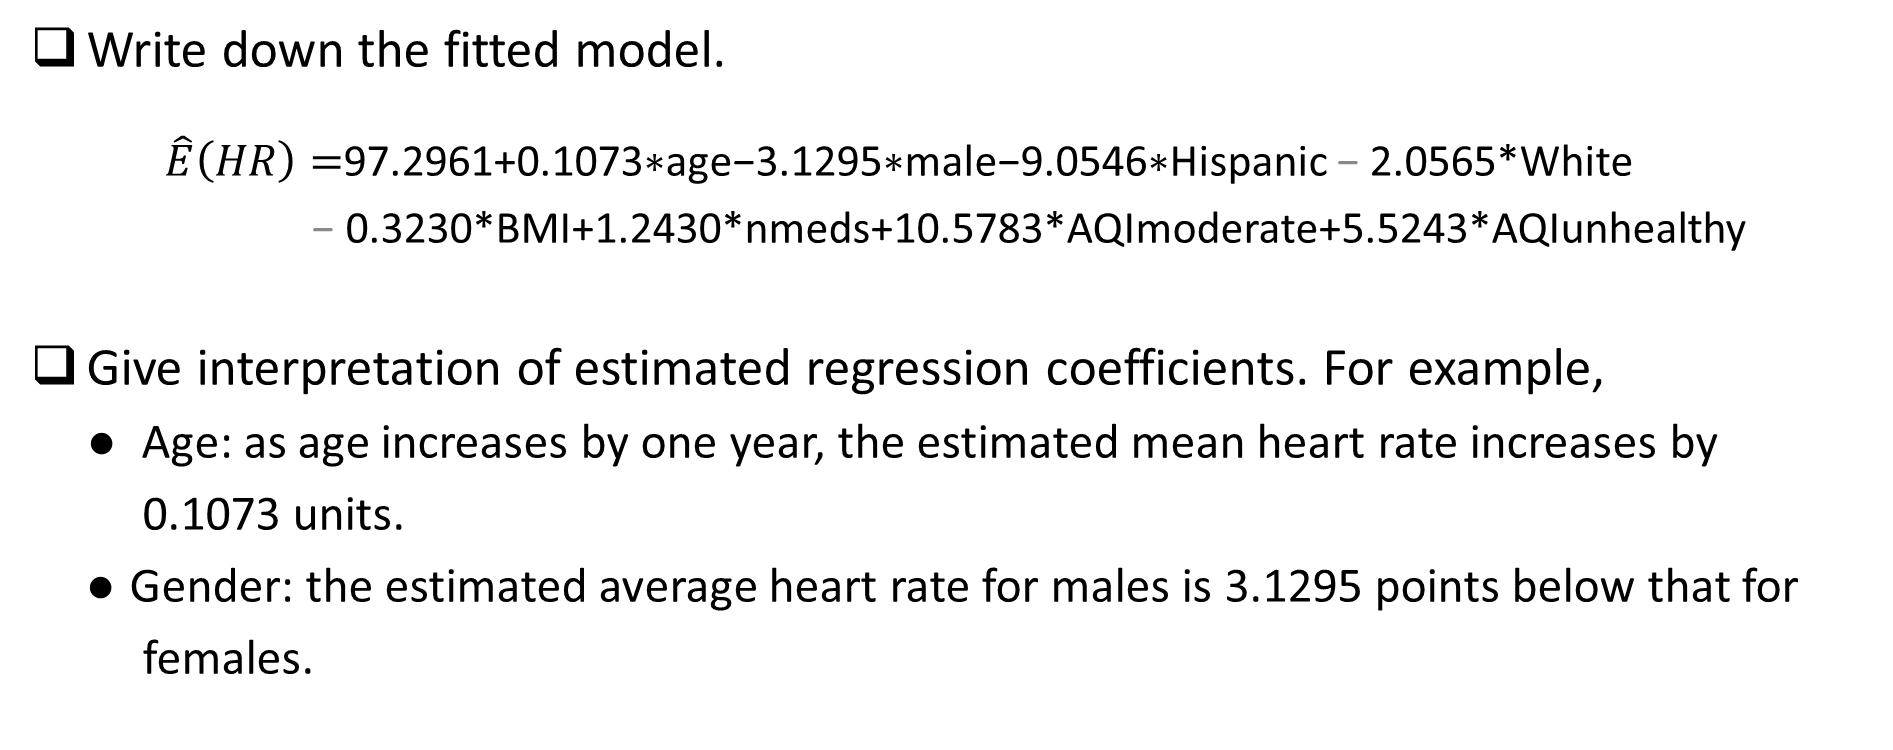 ❑ Write down the fitted model.
Ê(HR) =97.2961+0.1073∗age−3.1295∗male−9.0546∗Hispanic − 2.0565*White
− 0.3230*BMI+1.2430*nmeds+10.5783*AQImoderate+5.5243*AQIunhealthy
❑ Give interpretation of estimated regression coefficients. For example,
● Age: as age increases by one year, the estimated mean heart rate increases by
0.1073 units.
● Gender: the estimated average heart rate for males is 3.1295 points below that for
females.